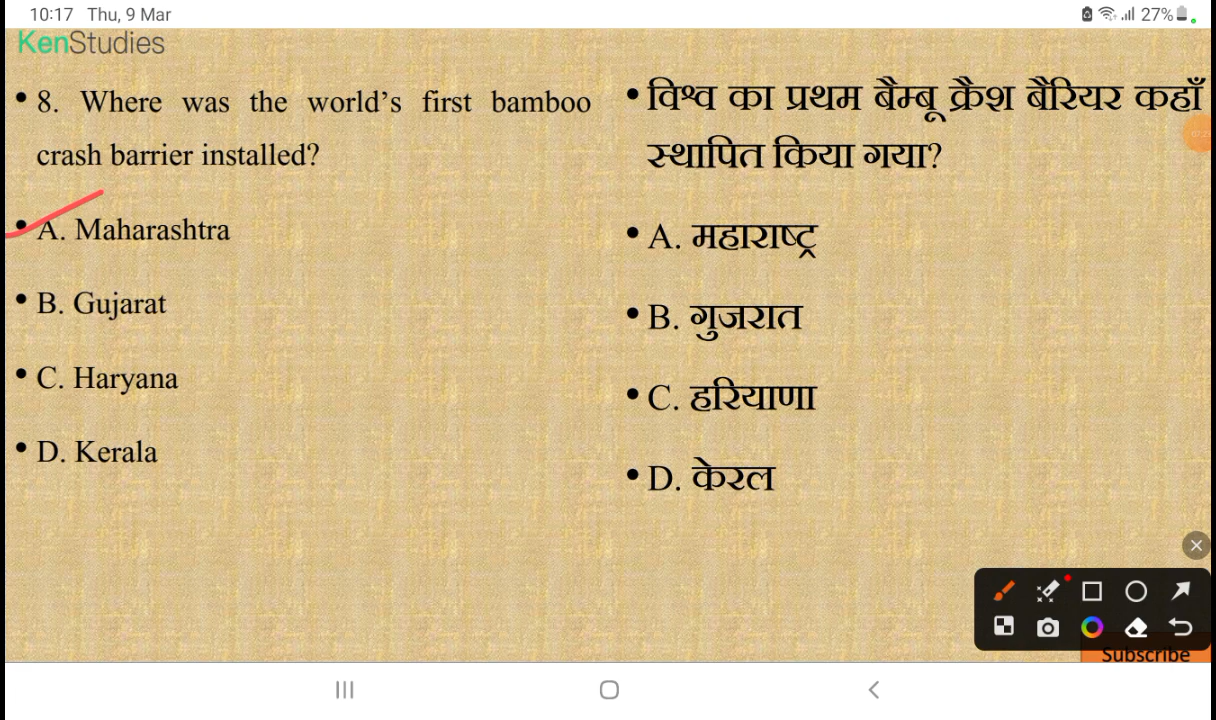 10:17 Thu, 9 Mar
27%
KenStudies
• 8. Where was the world's first bamboo
crash barrier installed?
• A. Maharashtra
• B. Gujarat
• C. Haryana
• D. Kerala
• विश्व का प्रथम बैम्बू क्रैश बैरियर कहाँ
स्थापित किया गया?
• A. महाराष्ट्र
• B. गुजरात
• C. हरियाणा
• D. केरल
Subscribe